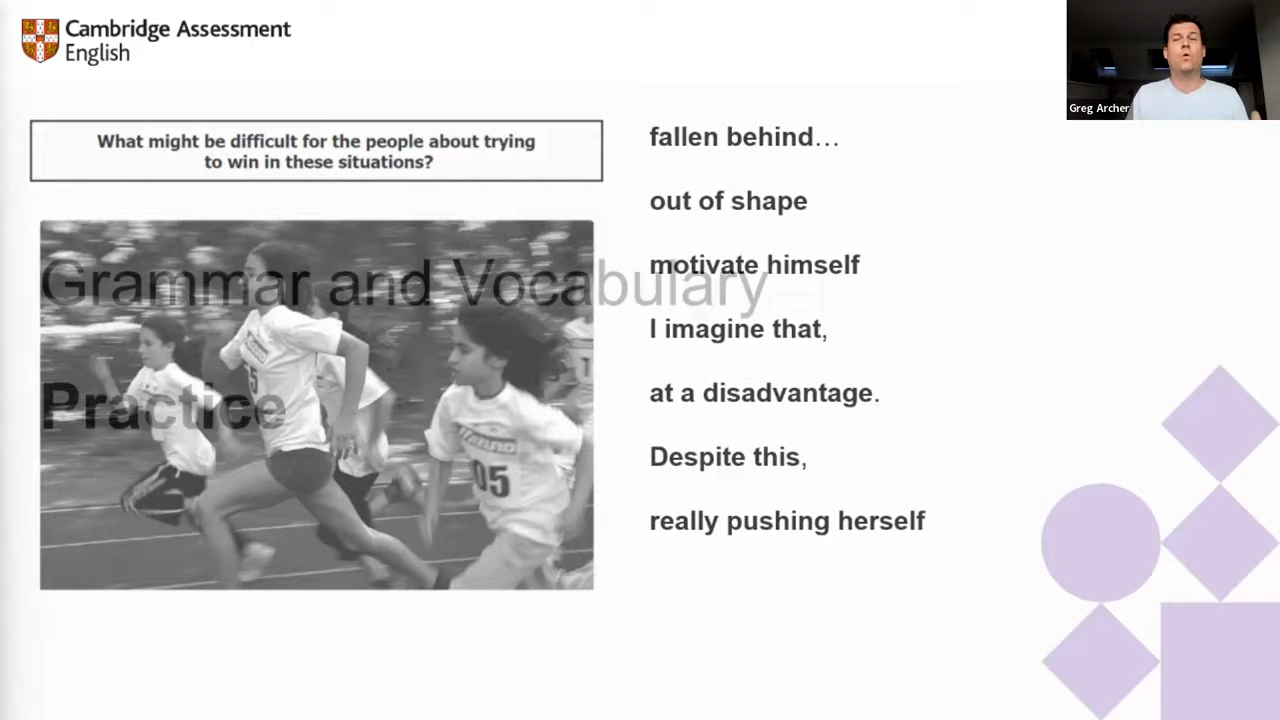 Cambridge Assessment
English
Greg Archer
What might be difficult for the people about trying
to win in these situations?
fallen behind…
out of shape
motivate himself
I imagine that,
at a disadvantage.
Despite this,
really pushing herself
Grammar and Vocabulary
Practice
05